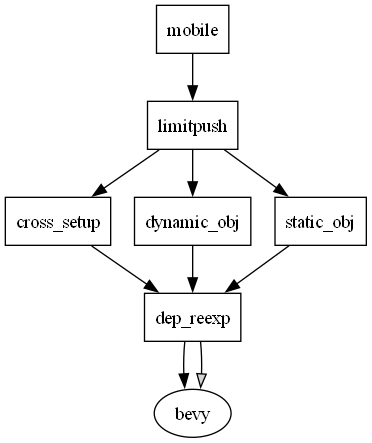 mobile
limitpush
cross_setup
dynamic_obj
static_obj
dep_reexp
bevy